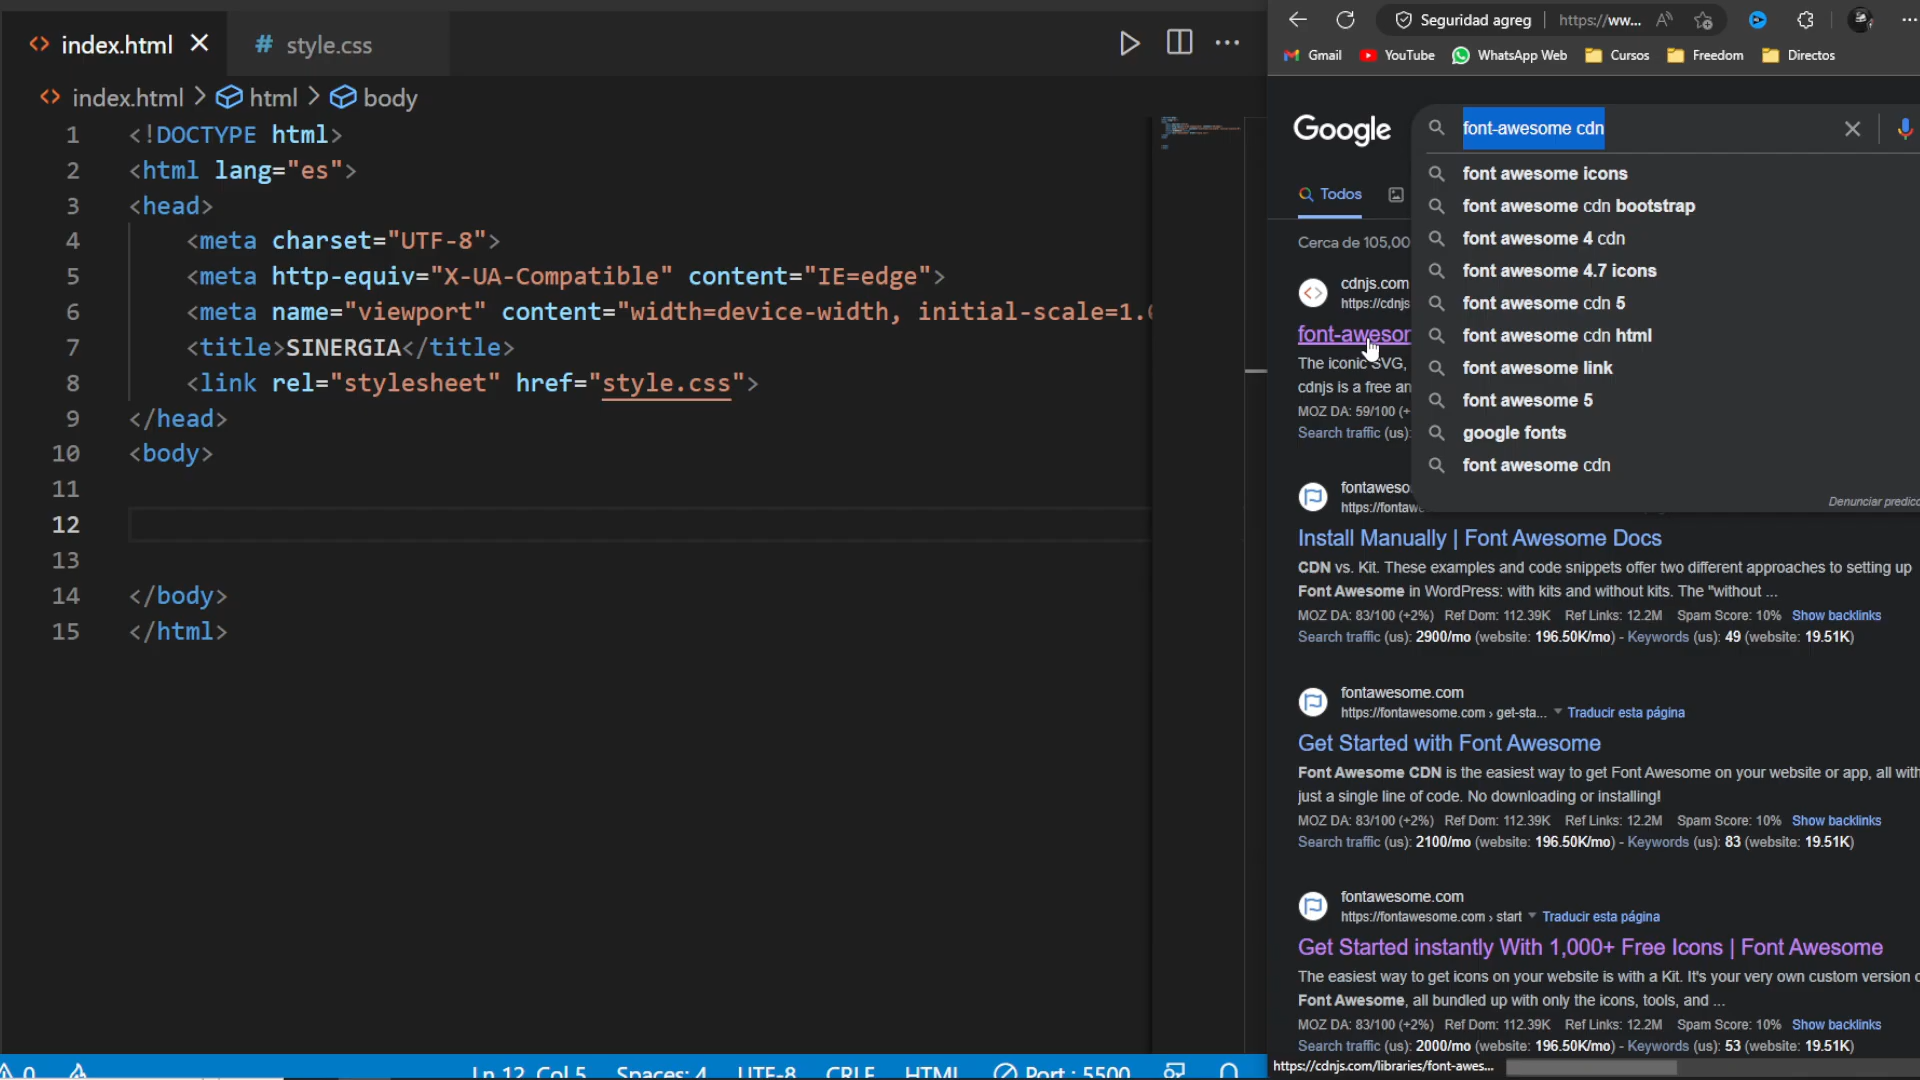 index.html
# style.css
index.html > html > body
1 <!DOCTYPE html>
2 <html lang="es">
3 <head>
4 <meta charset="UTF-8">
5 <meta http-equiv="X-UA-Compatible" content="IE=edge">
6 <meta name="viewport" content="width=device-width, initial-scale=1.0
7 <title>SINERGIA</title>
8 <link rel="stylesheet" href="style.css">
9 </head>
10 <body>
11
12
13
14 </body>
15 </html>
0
Ln 12, Col 5 Spaces: 4 UTF-8 CRLF HTML Port : 5500
Seguridad agreg https://ww...
Gmail YouTube WhatsApp Web Cursos Freedom Directos
Google
font-awesome cdn
font awesome icons
font awesome cdn bootstrap
font awesome 4 cdn
font awesome 4.7 icons
font awesome cdn 5
font awesome cdn html
font awesome link
font awesome 5
google fonts
font awesome cdn
Denunciar predicc
Todos
Cerca de 105,00
cdnjs.com
https://cdnjs
font-awesom
The iconic SVG,
cdnjs is a free an
MOZ DA: 59/100 (+
Search traffic (us):
fontaweso
https://fontawe
Install Manually | Font Awesome Docs
CDN vs. Kit. These examples and code snippets offer two different approaches to setting up
Font Awesome in WordPress: with kits and without kits. The "without ...
MOZ DA: 83/100 (+2%) Ref Dom: 112.39K Ref Links: 12.2M Spam Score: 10% Show backlinks
Search traffic (us): 2900/mo (website: 196.50K/mo) - Keywords (us): 49 (website: 19.51K)
fontawesome.com
https://fontawesome.com › get-sta... Traducir esta página
Get Started with Font Awesome
Font Awesome CDN is the easiest way to get Font Awesome on your website or app, all with
just a single line of code. No downloading or installing!
MOZ DA: 83/100 (+2%) Ref Dom: 112.39K Ref Links: 12.2M Spam Score: 10% Show backlinks
Search traffic (us): 2100/mo (website: 196.50K/mo) - Keywords (us): 83 (website: 19.51K)
fontawesome.com
https://fontawesome.com › start Traducir esta página
Get Started instantly With 1,000+ Free Icons | Font Awesome
The easiest way to get icons on your website is with a Kit. It's your very own custom version o
Font Awesome, all bundled up with only the icons, tools, and ...
MOZ DA: 83/100 (+2%) Ref Dom: 112.39K Ref Links: 12.2M Spam Score: 10% Show backlinks
Search traffic (us): 2000/mo (website: 196.50K/mo) - Keywords (us): 53 (website: 19.51K)
https://cdnjs.com/libraries/font-awes...